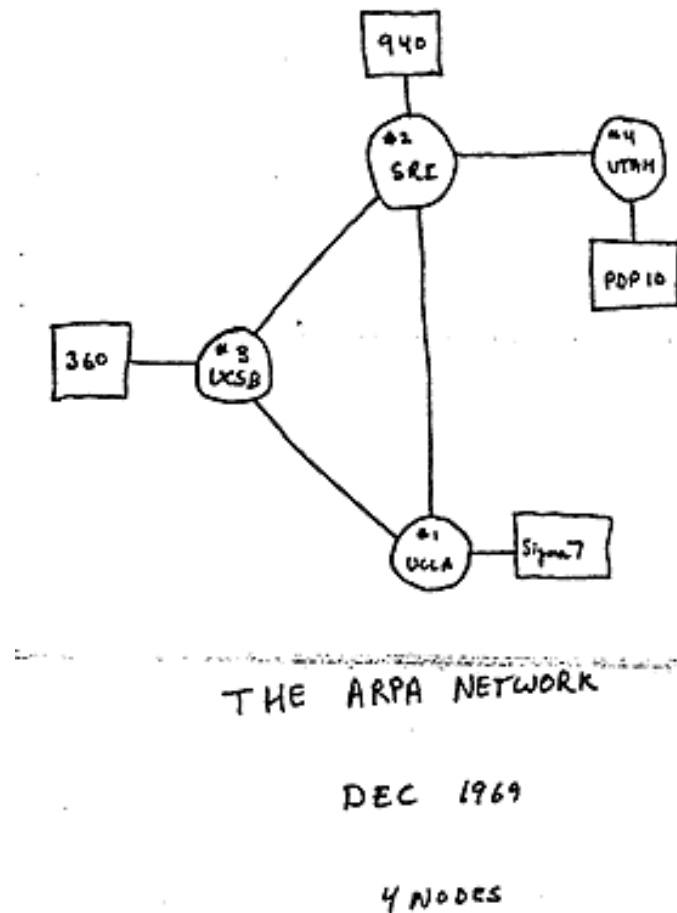 940
#2
SRI
#4
UTAH
PDP 10
360
#3
UCSB
#1
UCLA
Sigma 7
THE ARPA NETWORK
DEC 1969
4 NODES